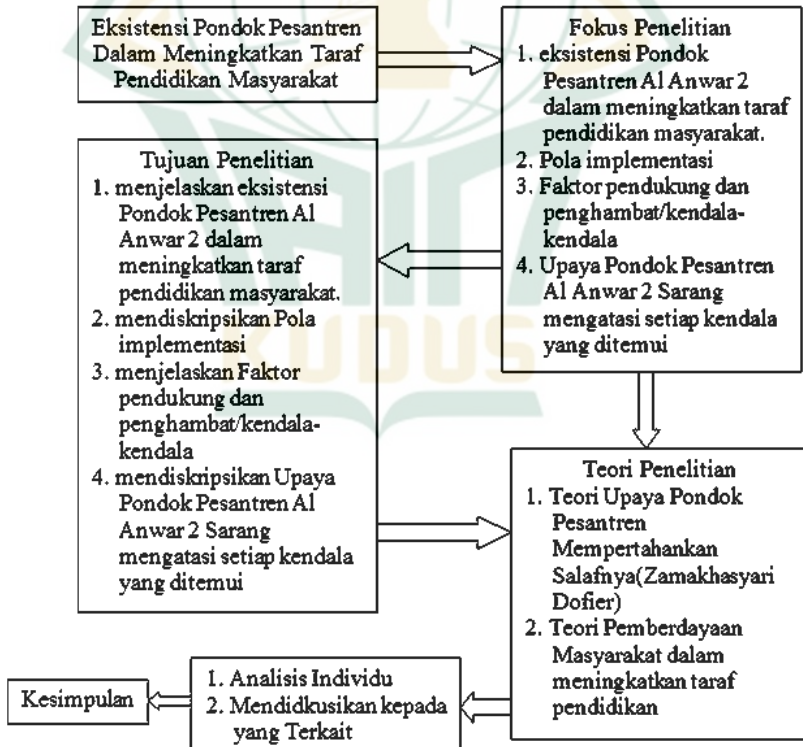 Eksistensi Pondok Pesantren
Dalam Meningkatkan Taraf
Pendidikan Masyarakat
Fokus Penelitian
1. eksistensi Pondok
Pesantren Al Anwar 2
dalam meningkatkan taraf
pendidikan masyarakat.
2. Pola implementasi
3. Faktor pendukung dan
penghambat/kendala-
kendala
4. Upaya Pondok Pesantren
Al Anwar 2 Sarang
mengatasi setiap kendala
yang ditemui
Tujuan Penelitian
1. menjelaskan eksistensi
Pondok Pesantren Al
Anwar 2 dalam
meningkatkan taraf
pendidikan masyarakat.
2. mendiskripsikan Pola
implementasi
3. menjelaskan Faktor
pendukung dan
penghambat/kendala-
kendala
4. mendiskripsikan Upaya
Pondok Pesantren Al
Anwar 2 Sarang
mengatasi setiap kendala
yang ditemui
Teori Penelitian
1. Teori Upaya Pondok
Pesantren
Mempertahankan
Salafnya(Zamakhasyari
Dofier)
2. Teori Pemberdayaan
Masyarakat dalam
meningkatkan taraf
pendidikan
1. Analisis Individu
2. Mendidkusikan kepada
yang Terkait
Kesimpulan
IAIN
KUDUS